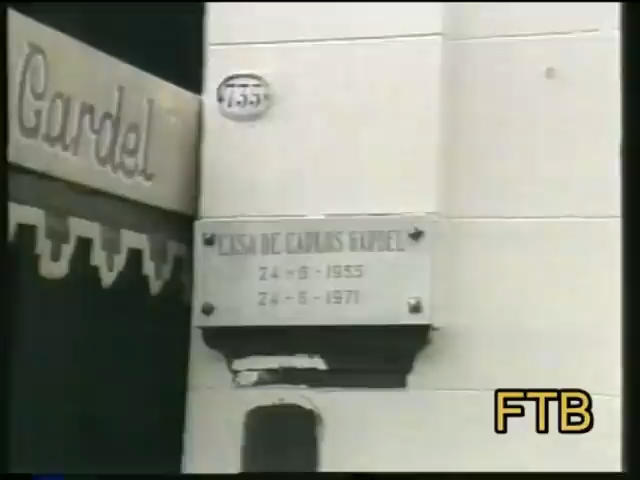 Gardel
735
CASA DE CARLOS GARDEL
24-6-1935
24-6-1971
FTB